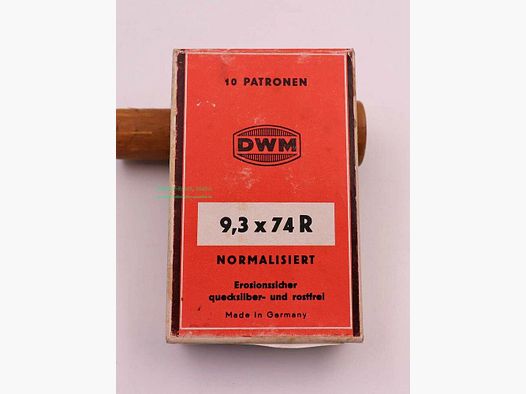 10 PATRONEN
DWM
9,3 x 74 R
NORMALISIERT
Erosionssicher
quecksilber- und rostfrei
Made in Germany